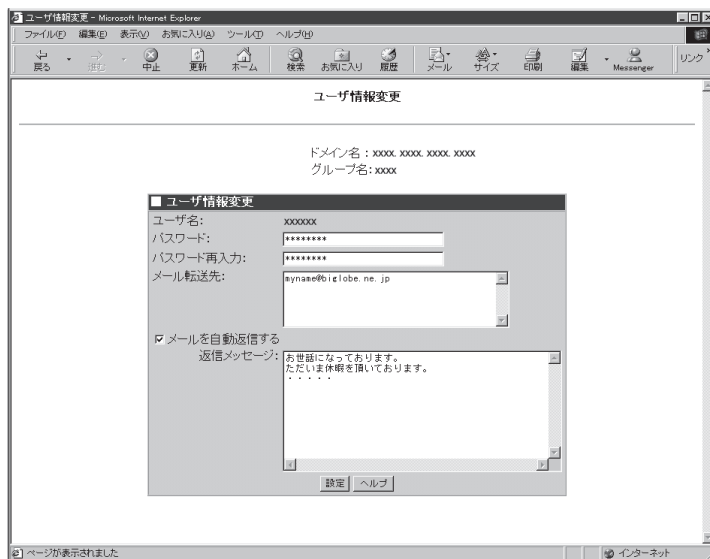 ユーザ情報変更 - Microsoft Internet Explorer
ファイル(F) 編集(E) 表示(V) お気に入り(A) ツール(T) ヘルプ(H)
戻る 進む 中止 更新 ホーム 検索 お気に入り 履歴 メール サイズ 印刷 編集 Messenger リンク »
ユーザ情報変更
ドメイン名：xxxx.xxxx.xxxx.xxxx
グループ名：xxxx
ユーザ情報変更
ユーザ名： xxxxxx
パスワード： ********
パスワード再入力： ********
メール転送先： myname@biglobe.ne.jp
メールを自動返信する
返信メッセージ： お世話になっております。
ただいま休暇を頂いております。
・・・・・
設定 ヘルプ
ページが表示されました インターネット